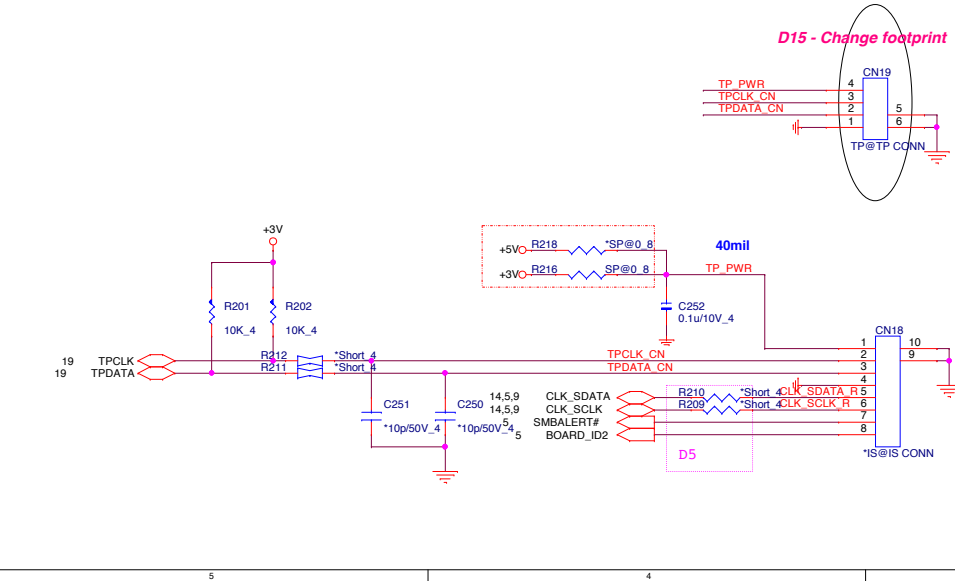 D15 - Change footprint
CN19
TP_PWR 4
TPCLK_CN 3
TPDATA_CN 2 5
1 6
TP@TP CONN
+3V
+5V R218 *SP@0_8 40mil
+3V R216 SP@0_8 TP_PWR
R201 R202
10K_4 10K_4
C252
0.1u/10V_4
CN18
1 10
19 TPCLK R212 *Short_4 TPCLK_CN 2 9
19 TPDATA R211 *Short_4 TPDATA_CN 3
4
14,5,9 CLK_SDATA R210 *Short_4 CLK_SDATA_R 5
14,5,9 CLK_SCLK R209 *Short_4 CLK_SCLK_R 6
5 SMBALERT# 7
5 BOARD_ID2 8
C251 C250
*10p/50V_4 *10p/50V_4
D5
*IS@IS CONN
5 4